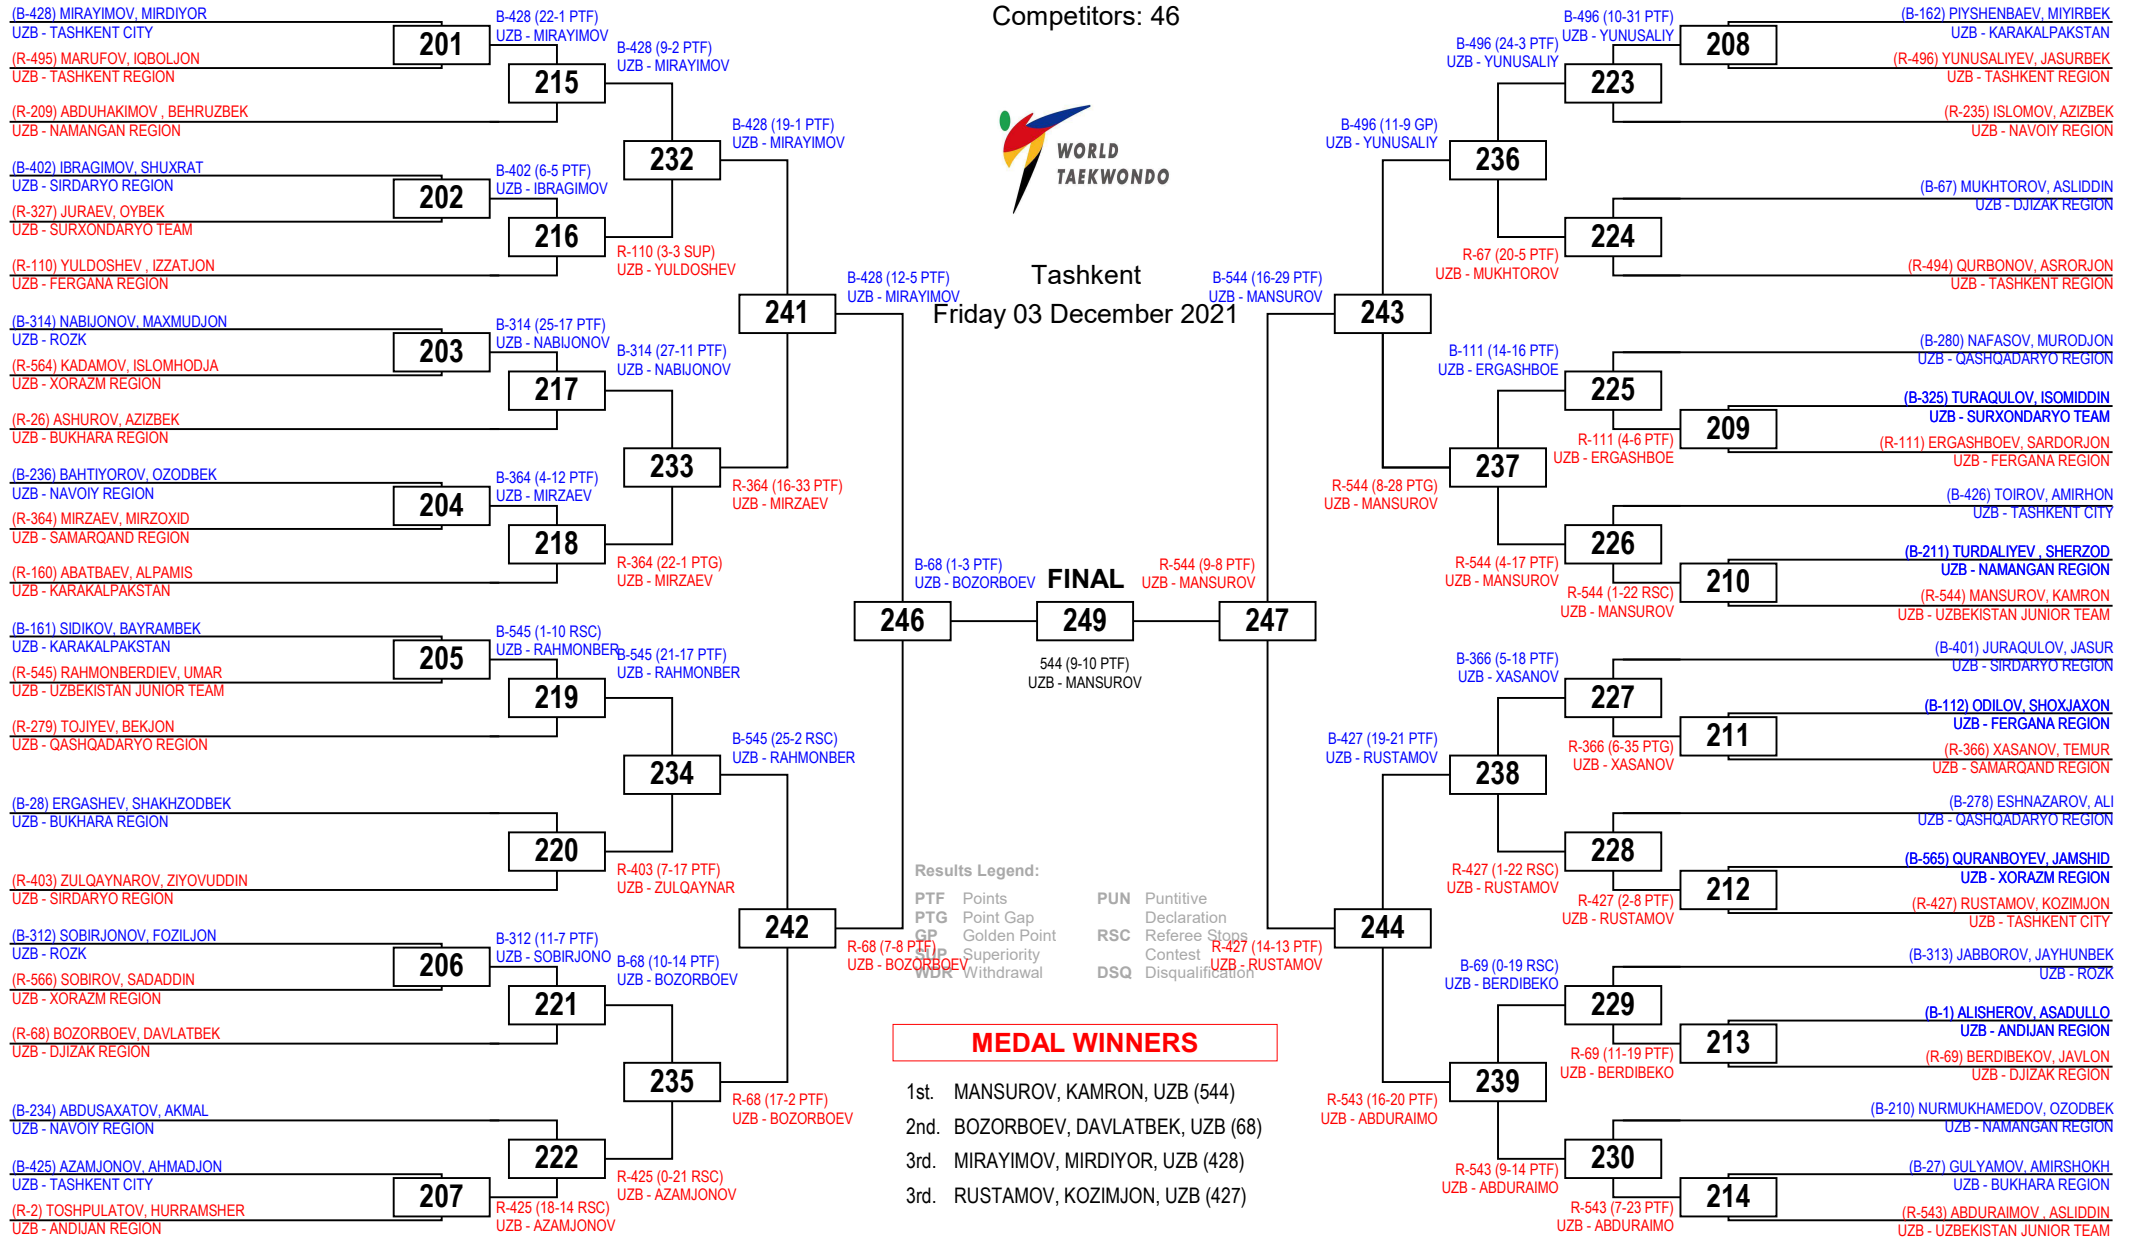 Competitors: 46
WORLD
TAEKWONDO
Tashkent
Friday 03 December 2021
(B-428) MIRAYIMOV, MIRDIYOR
UZB - TASHKENT CITY
201
(R-495) MARUFOV, IQBOLJON
UZB - TASHKENT REGION
B-428 (22-1 PTF)
UZB - MIRAYIMOV
215
(R-209) ABDUHAKIMOV , BEHRUZBEK
UZB - NAMANGAN REGION
B-428 (9-2 PTF)
UZB - MIRAYIMOV
232
B-428 (19-1 PTF)
UZB - MIRAYIMOV
(B-402) IBRAGIMOV, SHUXRAT
UZB - SIRDARYO REGION
202
(R-327) JURAEV, OYBEK
UZB - SURXONDARYO TEAM
B-402 (6-5 PTF)
UZB - IBRAGIMOV
216
(R-110) YULDOSHEV , IZZATJON
UZB - FERGANA REGION
R-110 (3-3 SUP)
UZB - YULDOSHEV
241
B-428 (12-5 PTF)
UZB - MIRAYIMOV
(B-314) NABIJONOV, MAXMUDJON
UZB - ROZK
203
(R-564) KADAMOV, ISLOMHODJA
UZB - XORAZM REGION
B-314 (25-17 PTF)
UZB - NABIJONOV
217
(R-26) ASHUROV, AZIZBEK
UZB - BUKHARA REGION
B-314 (27-11 PTF)
UZB - NABIJONOV
233
R-364 (16-33 PTF)
UZB - MIRZAEV
(B-236) BAHTIYOROV, OZODBEK
UZB - NAVOIY REGION
204
(R-364) MIRZAEV, MIRZOXID
UZB - SAMARQAND REGION
B-364 (4-12 PTF)
UZB - MIRZAEV
218
(R-160) ABATBAEV, ALPAMIS
UZB - KARAKALPAKSTAN
R-364 (22-1 PTG)
UZB - MIRZAEV
246
B-68 (1-3 PTF)
UZB - BOZORBOEV
(B-161) SIDIKOV, BAYRAMBEK
UZB - KARAKALPAKSTAN
205
(R-545) RAHMONBERDIEV, UMAR
UZB - UZBEKISTAN JUNIOR TEAM
B-545 (1-10 RSC)
UZB - RAHMONBER
219
(R-279) TOJIYEV, BEKJON
UZB - QASHQADARYO REGION
B-545 (21-17 PTF)
UZB - RAHMONBER
234
B-545 (25-2 RSC)
UZB - RAHMONBER
(B-28) ERGASHEV, SHAKHZODBEK
UZB - BUKHARA REGION
220
(R-403) ZULQAYNAROV, ZIYOVUDDIN
UZB - SIRDARYO REGION
R-403 (7-17 PTF)
UZB - ZULQAYNAR
242
R-68 (7-8 PTF)
UZB - BOZORBOEV
(B-312) SOBIRJONOV, FOZILJON
UZB - ROZK
206
(R-566) SOBIROV, SADADDIN
UZB - XORAZM REGION
B-312 (11-7 PTF)
UZB - SOBIRJONO
221
(R-68) BOZORBOEV, DAVLATBEK
UZB - DJIZAK REGION
B-68 (10-14 PTF)
UZB - BOZORBOEV
235
R-68 (17-2 PTF)
UZB - BOZORBOEV
(B-234) ABDUSAXATOV, AKMAL
UZB - NAVOIY REGION
222
(B-425) AZAMJONOV, AHMADJON
UZB - TASHKENT CITY
207
(R-2) TOSHPULATOV, HURRAMSHER
UZB - ANDIJAN REGION
R-425 (18-14 RSC)
UZB - AZAMJONOV
R-425 (0-21 RSC)
UZB - AZAMJONOV
FINAL
249
544 (9-10 PTF)
UZB - MANSUROV
R-544 (9-8 PTF)
UZB - MANSUROV
247
(B-162) PIYSHENBAEV, MIYIRBEK
UZB - KARAKALPAKSTAN
208
(R-496) YUNUSALIYEV, JASURBEK
UZB - TASHKENT REGION
B-496 (10-31 PTF)
UZB - YUNUSALIY
223
(R-235) ISLOMOV, AZIZBEK
UZB - NAVOIY REGION
B-496 (24-3 PTF)
UZB - YUNUSALIY
236
B-496 (11-9 GP)
UZB - YUNUSALIY
(B-67) MUKHTOROV, ASLIDDIN
UZB - DJIZAK REGION
224
(R-494) QURBONOV, ASRORJON
UZB - TASHKENT REGION
R-67 (20-5 PTF)
UZB - MUKHTOROV
243
B-544 (16-29 PTF)
UZB - MANSUROV
(B-280) NAFASOV, MURODJON
UZB - QASHQADARYO REGION
225
(B-325) TURAQULOV, ISOMIDDIN
UZB - SURXONDARYO TEAM
209
(R-111) ERGASHBOEV, SARDORJON
UZB - FERGANA REGION
R-111 (4-6 PTF)
UZB - ERGASHBOE
B-111 (14-16 PTF)
UZB - ERGASHBOE
237
R-544 (8-28 PTG)
UZB - MANSUROV
(B-426) TOIROV, AMIRHON
UZB - TASHKENT CITY
226
(B-211) TURDALIYEV , SHERZOD
UZB - NAMANGAN REGION
210
(R-544) MANSUROV, KAMRON
UZB - UZBEKISTAN JUNIOR TEAM
R-544 (1-22 RSC)
UZB - MANSUROV
R-544 (4-17 PTF)
UZB - MANSUROV
(B-401) JURAQULOV, JASUR
UZB - SIRDARYO REGION
227
(B-112) ODILOV, SHOXJAXON
UZB - FERGANA REGION
211
(R-366) XASANOV, TEMUR
UZB - SAMARQAND REGION
R-366 (6-35 PTG)
UZB - XASANOV
B-366 (5-18 PTF)
UZB - XASANOV
238
B-427 (19-21 PTF)
UZB - RUSTAMOV
(B-278) ESHNAZAROV, ALI
UZB - QASHQADARYO REGION
228
(B-565) QURANBOYEV, JAMSHID
UZB - XORAZM REGION
212
(R-427) RUSTAMOV, KOZIMJON
UZB - TASHKENT CITY
R-427 (2-8 PTF)
UZB - RUSTAMOV
R-427 (1-22 RSC)
UZB - RUSTAMOV
244
R-427 (14-13 PTF)
UZB - RUSTAMOV
(B-313) JABBOROV, JAYHUNBEK
UZB - ROZK
229
(B-1) ALISHEROV, ASADULLO
UZB - ANDIJAN REGION
213
(R-69) BERDIBEKOV, JAVLON
UZB - DJIZAK REGION
R-69 (11-19 PTF)
UZB - BERDIBEKO
B-69 (0-19 RSC)
UZB - BERDIBEKO
239
R-543 (16-20 PTF)
UZB - ABDURAIMO
(B-210) NURMUKHAMEDOV, OZODBEK
UZB - NAMANGAN REGION
230
(B-27) GULYAMOV, AMIRSHOKH
UZB - BUKHARA REGION
214
(R-543) ABDURAIMOV , ASLIDDIN
UZB - UZBEKISTAN JUNIOR TEAM
R-543 (7-23 PTF)
UZB - ABDURAIMO
R-543 (9-14 PTF)
UZB - ABDURAIMO
Results Legend:
PTF Points
PTG Point Gap
GP Golden Point
SUP Superiority
WDR Withdrawal
PUN Puntitive
Declaration
RSC Referee Stops
Contest
DSQ Disqualification
MEDAL WINNERS
1st. MANSUROV, KAMRON, UZB (544)
2nd. BOZORBOEV, DAVLATBEK, UZB (68)
3rd. MIRAYIMOV, MIRDIYOR, UZB (428)
3rd. RUSTAMOV, KOZIMJON, UZB (427)